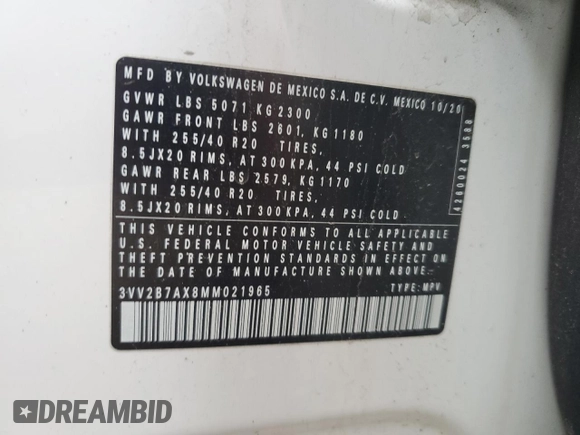 MFD BY VOLKSWAGEN DE MEXICO S.A. DE C.V. MEXICO 10/20
GVWR LBS 5071 KG 2300
GAWR FRONT LBS 2601, KG 1180
WITH 255/40 R20 TIRES,
8.5JX20 RIMS, AT 300 KPA, 44 PSI COLD
GAWR REAR LBS 2579, KG 1170
WITH 255/40 R20 TIRES,
8.5JX20 RIMS, AT 300 KPA, 44 PSI COLD.
THIS VEHICLE CONFORMS TO ALL APPLICABLE
U.S. FEDERAL MOTOR VEHICLE SAFETY AND
THEFT PREVENTION STANDARDS IN EFFECT ON
THE DATE OF MANUFACTURE SHOWN ABOVE.
3VV2B7AX8MM021965 TYPE: MPV
4260024 3588
DREAMBID